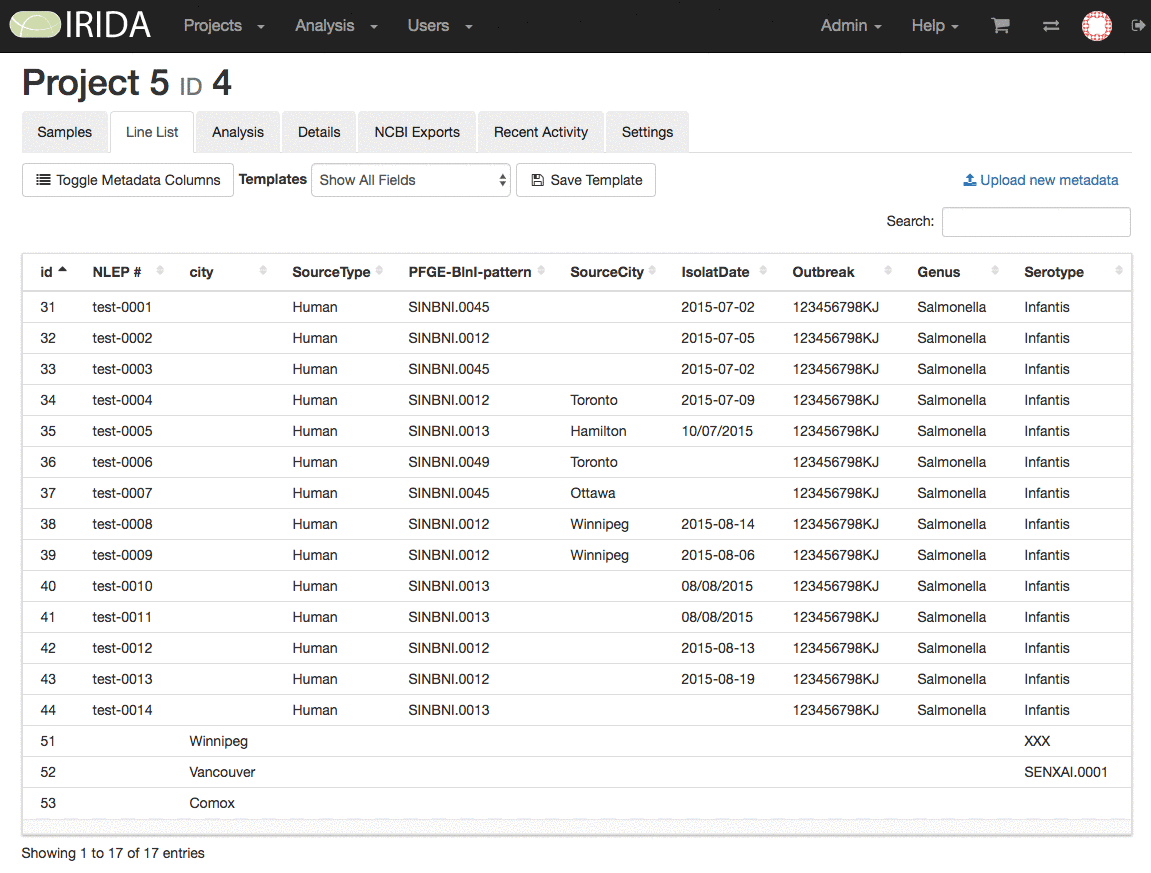 IRIDA Projects Analysis Users Admin Help
Project 5 ID 4
Samples Line List Analysis Details NCBI Exports Recent Activity Settings
Toggle Metadata Columns Templates Show All Fields Save Template Upload new metadata
Search:
id NLEP # city SourceType PFGE-BlnI-pattern SourceCity IsolatDate Outbreak Genus Serotype
31 test-0001 Human SINBNI.0045 2015-07-02 123456798KJ Salmonella Infantis
32 test-0002 Human SINBNI.0012 2015-07-05 123456798KJ Salmonella Infantis
33 test-0003 Human SINBNI.0045 2015-07-02 123456798KJ Salmonella Infantis
34 test-0004 Human SINBNI.0012 Toronto 2015-07-09 123456798KJ Salmonella Infantis
35 test-0005 Human SINBNI.0013 Hamilton 10/07/2015 123456798KJ Salmonella Infantis
36 test-0006 Human SINBNI.0049 Toronto 123456798KJ Salmonella Infantis
37 test-0007 Human SINBNI.0045 Ottawa 123456798KJ Salmonella Infantis
38 test-0008 Human SINBNI.0012 Winnipeg 2015-08-14 123456798KJ Salmonella Infantis
39 test-0009 Human SINBNI.0012 Winnipeg 2015-08-06 123456798KJ Salmonella Infantis
40 test-0010 Human SINBNI.0013 08/08/2015 123456798KJ Salmonella Infantis
41 test-0011 Human SINBNI.0013 08/08/2015 123456798KJ Salmonella Infantis
42 test-0012 Human SINBNI.0012 2015-08-13 123456798KJ Salmonella Infantis
43 test-0013 Human SINBNI.0012 2015-08-19 123456798KJ Salmonella Infantis
44 test-0014 Human SINBNI.0013 123456798KJ Salmonella Infantis
51 Winnipeg XXX
52 Vancouver SENXAI.0001
53 Comox
Showing 1 to 17 of 17 entries